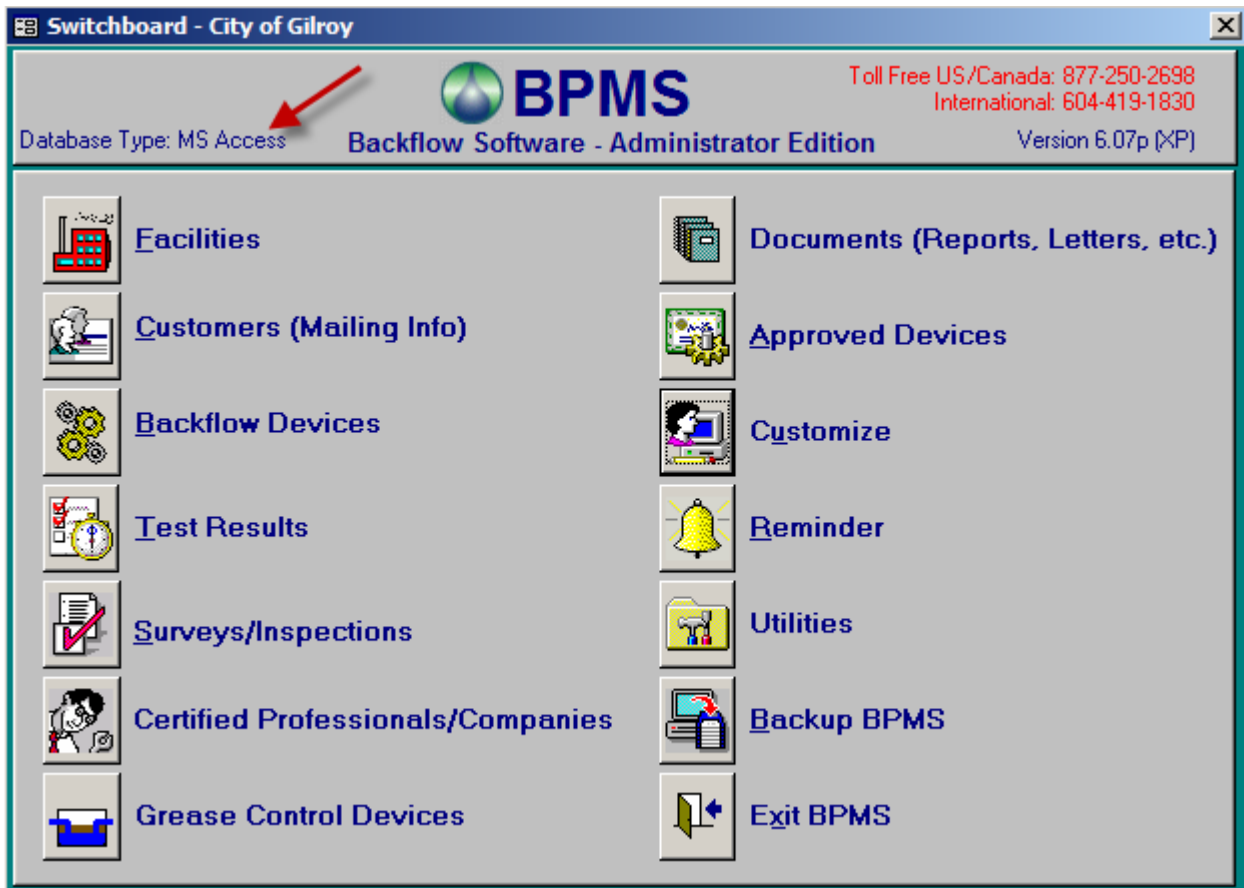 Switchboard - City of Gilroy
BPMS
Toll Free US/Canada: 877-250-2698
International: 604-419-1830
Database Type: MS Access
Backflow Software - Administrator Edition
Version 6.07p (XP)
Facilities
Customers (Mailing Info)
Backflow Devices
Test Results
Surveys/Inspections
Certified Professionals/Companies
Grease Control Devices
Documents (Reports, Letters, etc.)
Approved Devices
Customize
Reminder
Utilities
Backup BPMS
Exit BPMS